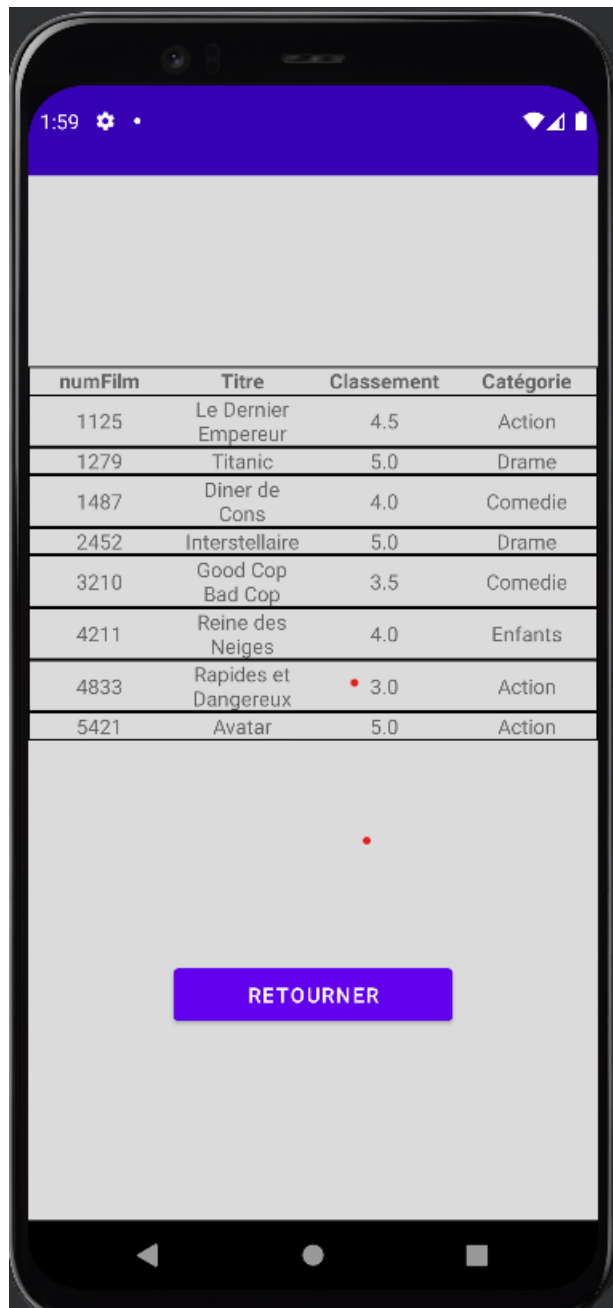 1:59
numFilm Titre Classement Catégorie
1125 Le Dernier Empereur 4.5 Action
1279 Titanic 5.0 Drame
1487 Diner de Cons 4.0 Comedie
2452 Interstellaire 5.0 Drame
3210 Good Cop Bad Cop 3.5 Comedie
4211 Reine des Neiges 4.0 Enfants
4833 Rapides et Dangereux 3.0 Action
5421 Avatar 5.0 Action
RETOURNER